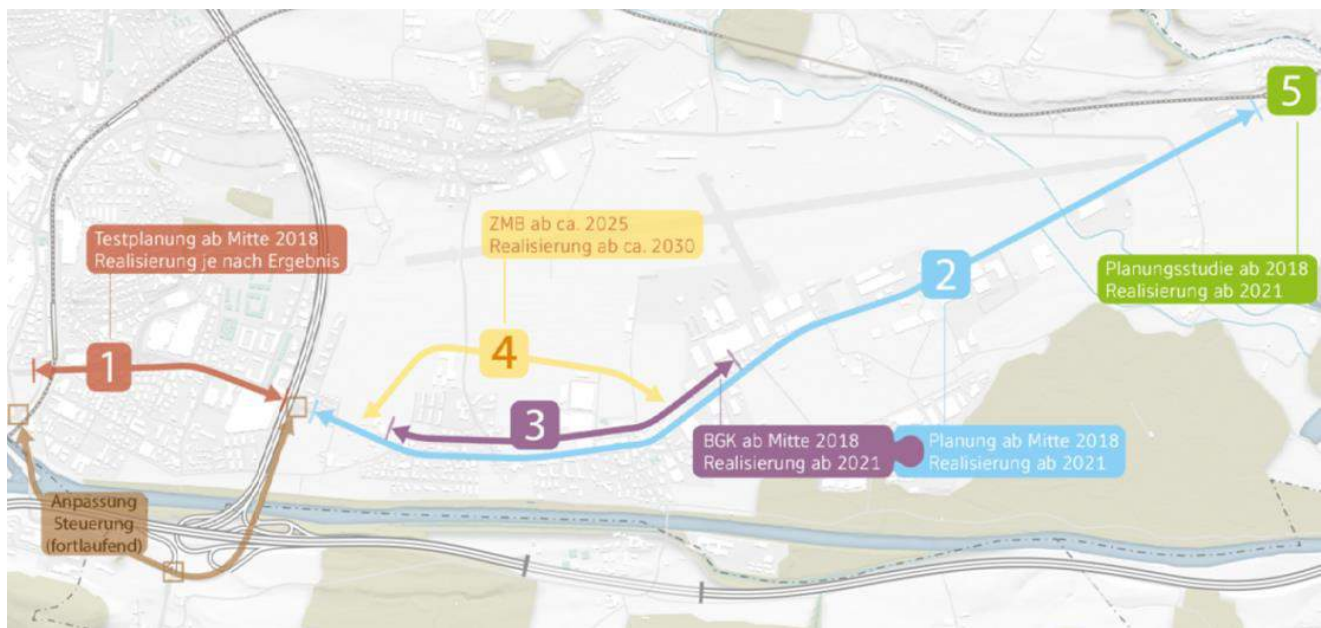 5
Testplanung ab Mitte 2018
Realisierung je nach Ergebnis
ZMB ab ca. 2025
Realisierung ab ca. 2030
2
Planungsstudie ab 2018
Realisierung ab 2021
1
4
3
BGK ab Mitte 2018
Realisierung ab 2021
Planung ab Mitte 2018
Realisierung ab 2021
Anpassung
Steuerung
(fortlaufend)